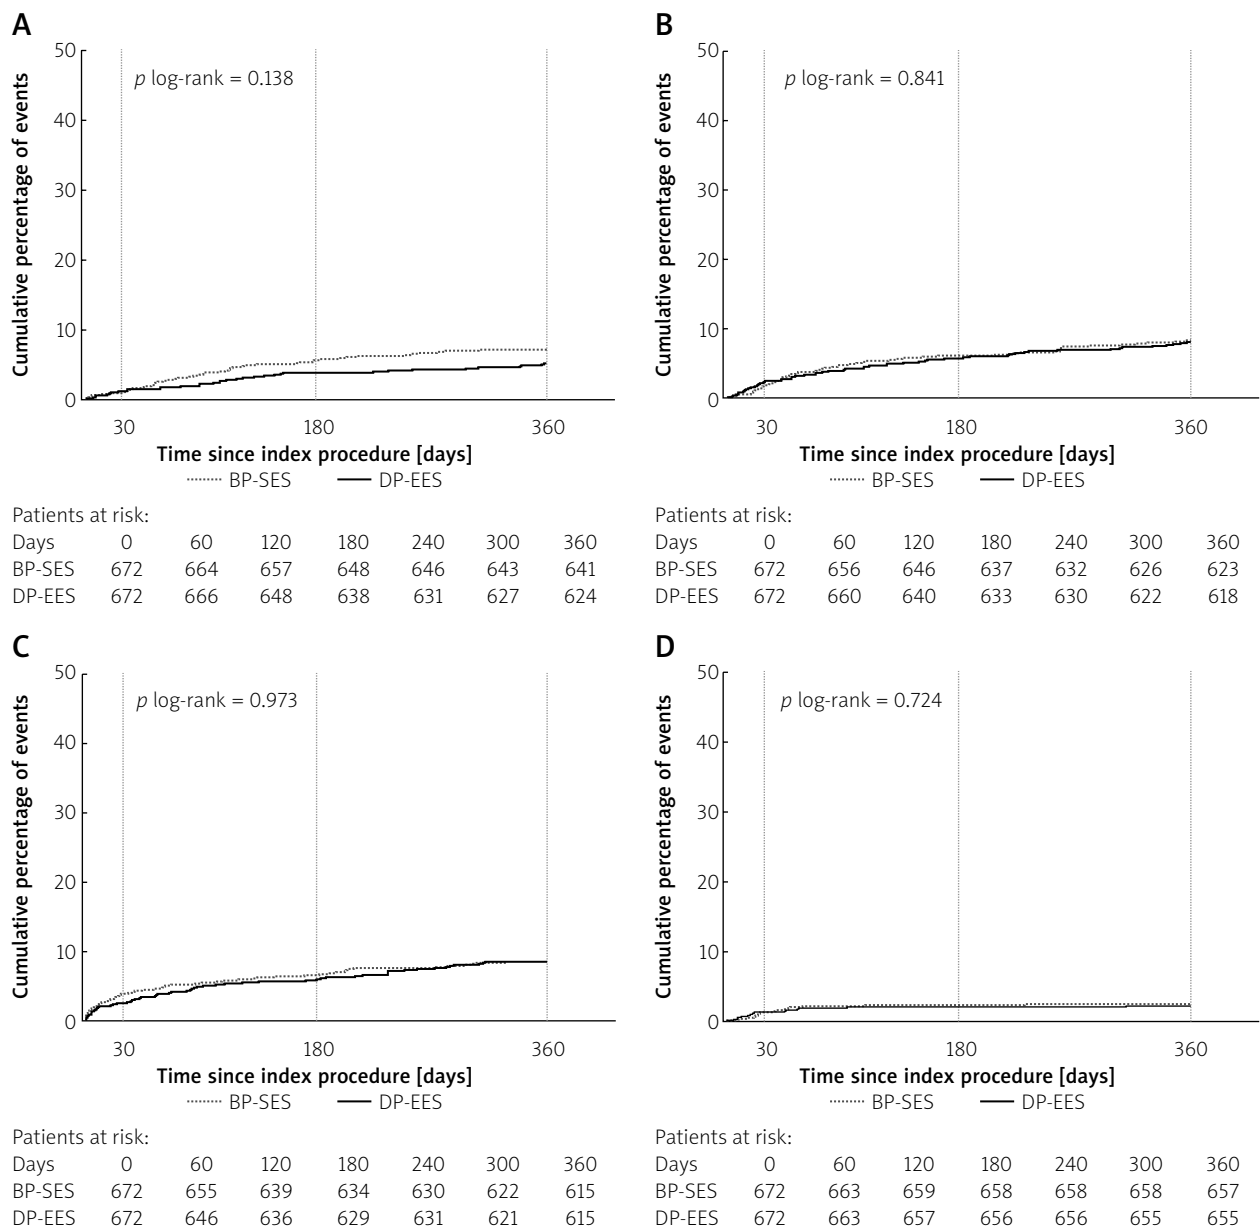 A
Cumulative percentage of events
50
40
30
20
10
0
p log-rank = 0.138
30 180 360
Time since index procedure [days]
BP-SES DP-EES
Patients at risk:
Days 0 60 120 180 240 300 360
BP-SES 672 664 657 648 646 643 641
DP-EES 672 666 648 638 631 627 624
B
Cumulative percentage of events
50
40
30
20
10
0
p log-rank = 0.841
30 180 360
Time since index procedure [days]
BP-SES DP-EES
Patients at risk:
Days 0 60 120 180 240 300 360
BP-SES 672 656 646 637 632 626 623
DP-EES 672 660 640 633 630 622 618
C
Cumulative percentage of events
50
40
30
20
10
0
p log-rank = 0.973
30 180 360
Time since index procedure [days]
BP-SES DP-EES
Patients at risk:
Days 0 60 120 180 240 300 360
BP-SES 672 655 639 634 630 622 615
DP-EES 672 646 636 629 631 621 615
D
Cumulative percentage of events
50
40
30
20
10
0
p log-rank = 0.724
30 180 360
Time since index procedure [days]
BP-SES DP-EES
Patients at risk:
Days 0 60 120 180 240 300 360
BP-SES 672 663 659 658 658 658 657
DP-EES 672 663 657 656 656 655 655